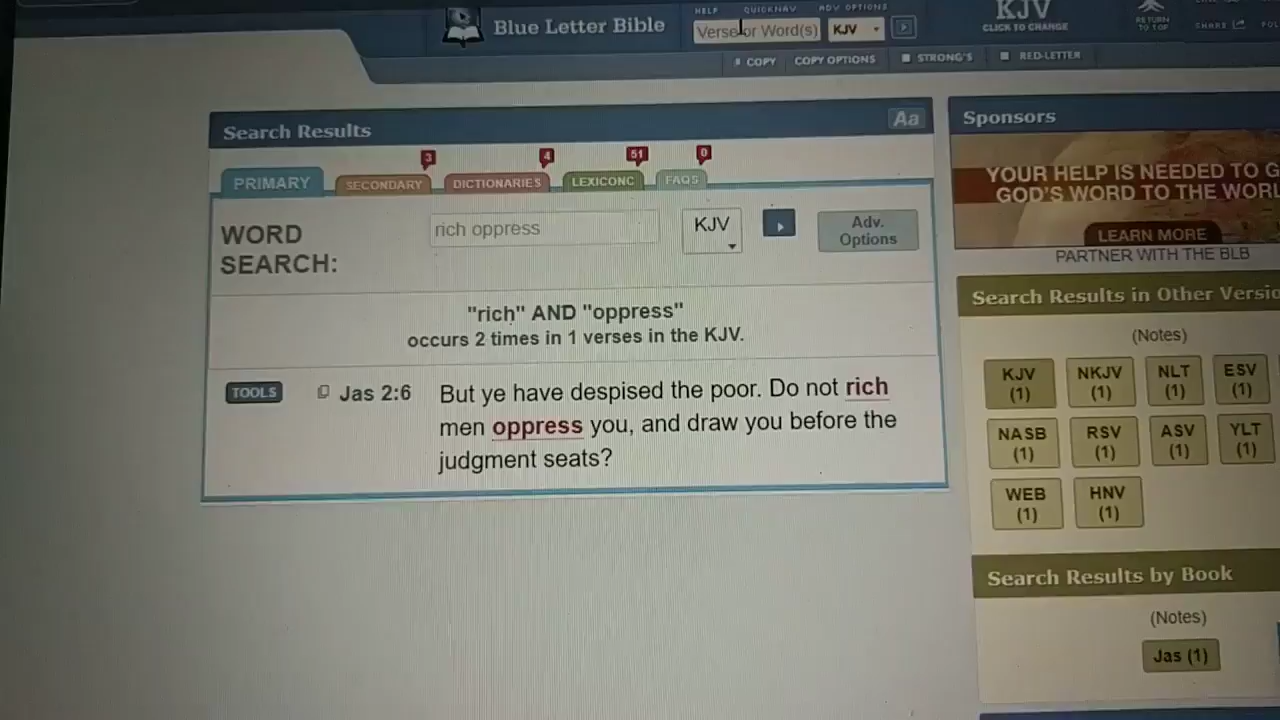 HELP QUICKNAV ADV OPTIONS
Blue Letter Bible
Verse or Word(s) KJV
KJV
CLICK TO CHANGE
RETURN
TO TOP
SHARE
COPY COPY OPTIONS STRONG'S RED-LETTER
Search Results Aa
3 4 51 0
PRIMARY SECONDARY DICTIONARIES LEXICONC FAQS
WORD
SEARCH:
rich oppress KJV
Adv.
Options
"rich" AND "oppress"
occurs 2 times in 1 verses in the KJV.
TOOLS Jas 2:6 But ye have despised the poor. Do not rich
men oppress you, and draw you before the
judgment seats?
Sponsors
YOUR HELP IS NEEDED TO G
GOD'S WORD TO THE WORL
LEARN MORE
PARTNER WITH THE BLB
Search Results in Other Versio
(Notes)
KJV NKJV NLT ESV
(1) (1) (1) (1)
NASB RSV ASV YLT
(1) (1) (1) (1)
WEB HNV
(1) (1)
Search Results by Book
(Notes)
Jas (1)